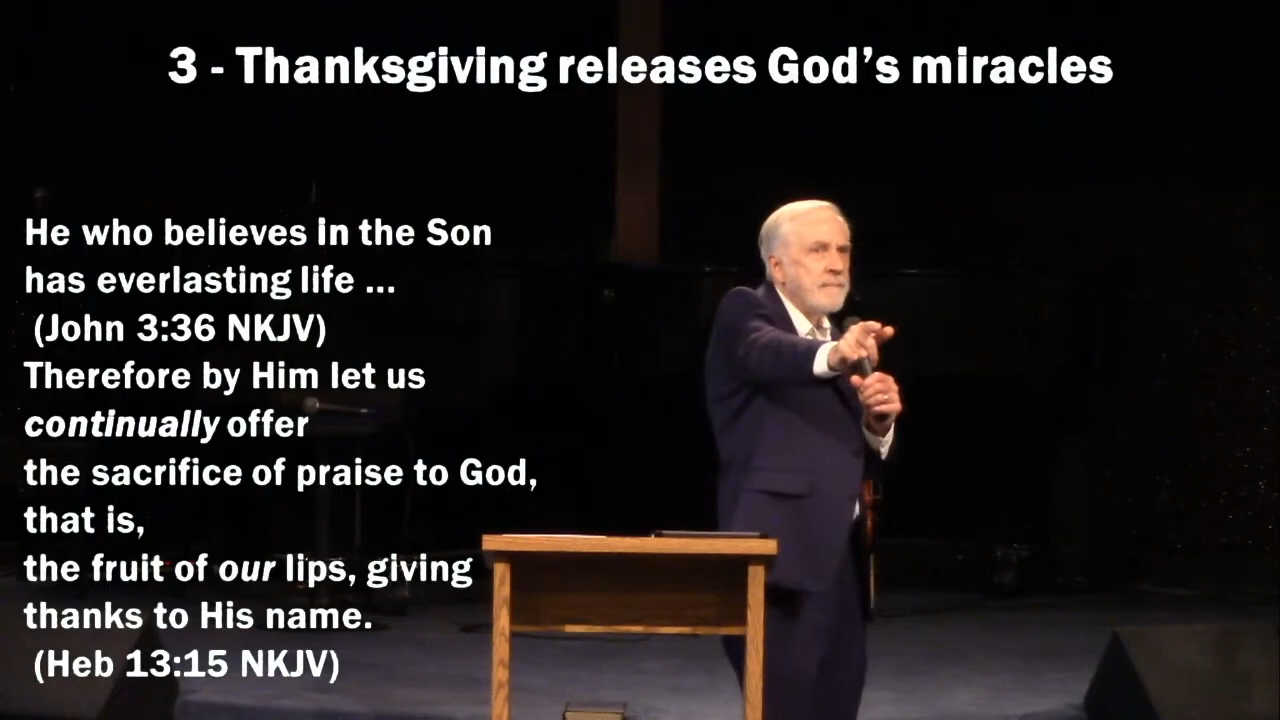 3 - Thanksgiving releases God's miracles
He who believes in the Son
has everlasting life ...
(John 3:36 NKJV)
Therefore by Him let us
continually offer
the sacrifice of praise to God,
that is,
the fruit of our lips, giving
thanks to His name.
(Heb 13:15 NKJV)